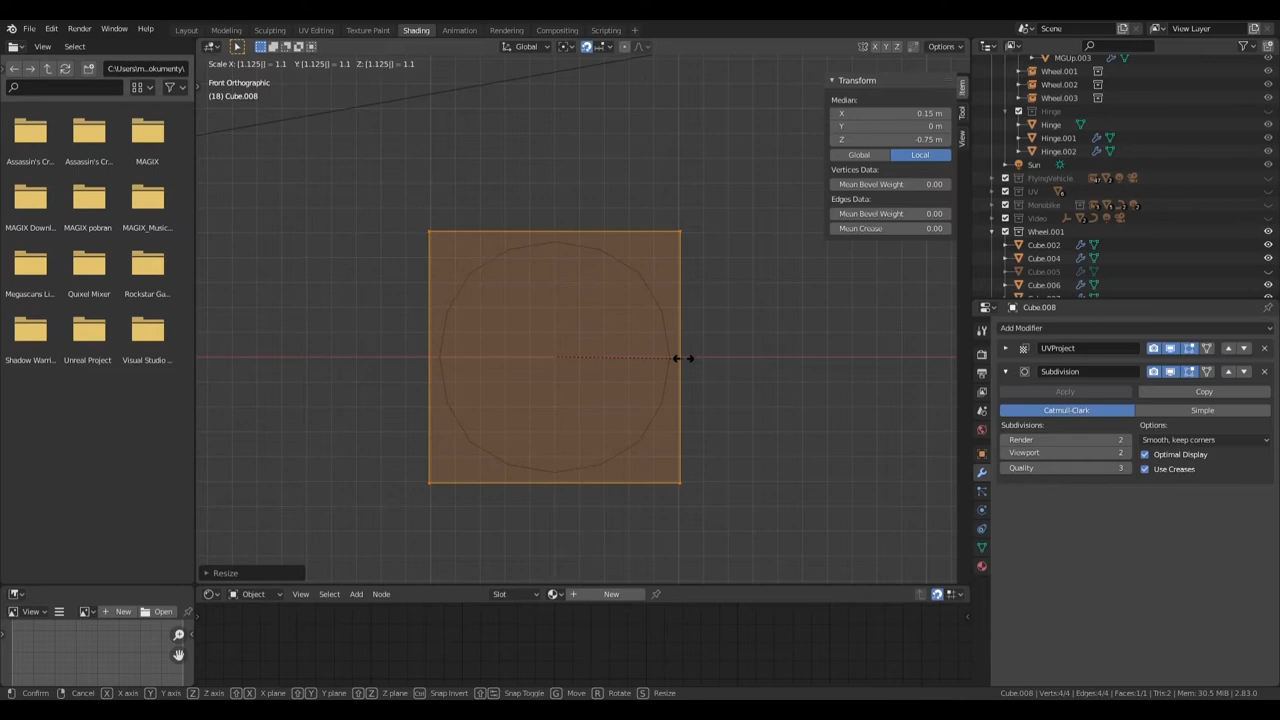 File Edit Render Window Help Layout Modeling Sculpting UV Editing Texture Paint Shading Animation Rendering Compositing Scripting Scene View Layer
View Select Global X Y Z Options
C:\Users\m...okumenty\
Scale X: [1.125|] = 1.1 Y [1.125|] = 1.1 Z: [1.125|] = 1.1
Front Orthographic
(18) Cube.008
Assassin's Cr... Assassin's Cr... MAGIX
MAGIX Downl... MAGIX pobran MAGIX_Music...
Megascans Li... Quixel Mixer Rockstar Ga...
Shadow Warri... Unreal Project Visual Studio ...
Transform
Median:
X 0.15 m
Y 0 m
Z -0.75 m
Global Local
Vertices Data:
Mean Bevel Weight 0.00
Edges Data:
Mean Bevel Weight 0.00
Mean Crease 0.00
Item
Tool
View
MGUp.003
Wheel.001
Wheel.002
Wheel.003
Hinge
Hinge
Hinge.001
Hinge.002
Sun
FlyingVehicle
UV
Monobike
Video
Wheel.001
Cube.002
Cube.004
Cube.005
Cube.006
Cube.008
Add Modifier
UVProject
Subdivision
Apply Copy
Catmull-Clark Simple
Subdivisions: Options:
Render 2 Smooth, keep corners
Viewport 2 Optimal Display
Quality 3 Use Creases
Resize
Object View Select Add Node Slot New
View New Open
Confirm Cancel X X axis Y Y axis Z Z axis X X plane Y Y plane Z Z plane Ctrl Snap Invert Snap Toggle G Move R Rotate S Resize Cube.008 | Verts:4/4 | Edges:4/4 | Faces:1/1 | Tris:2 | Mem: 30.5 MiB | 2.83.0